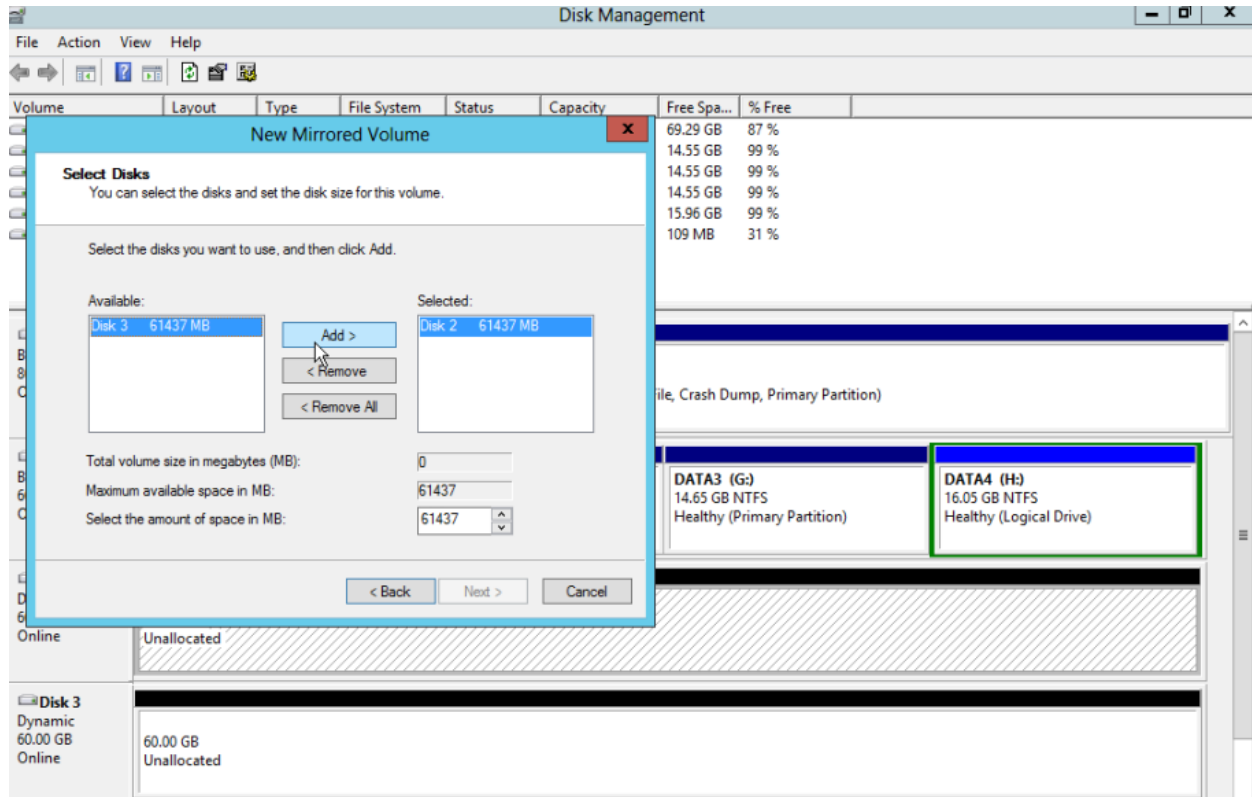 Disk Management
File Action View Help
Volume Layout Type File System Status Capacity Free Spa... % Free
69.29 GB 87 %
14.55 GB 99 %
14.55 GB 99 %
14.55 GB 99 %
15.96 GB 99 %
109 MB 31 %
New Mirrored Volume
x
Select Disks
You can select the disks and set the disk size for this volume.
Select the disks you want to use, and then click Add.
Available:
Selected:
Disk 3 61437 MB
Disk 2 61437 MB
Add >
< Remove
< Remove All
Total volume size in megabytes (MB): 0
Maximum available space in MB: 61437
Select the amount of space in MB: 61437
< Back Next > Cancel
ile, Crash Dump, Primary Partition)
DATA3 (G:)
14.65 GB NTFS
Healthy (Primary Partition)
DATA4 (H:)
16.05 GB NTFS
Healthy (Logical Drive)
Online
Unallocated
Disk 3
Dynamic
60.00 GB
Online
60.00 GB
Unallocated